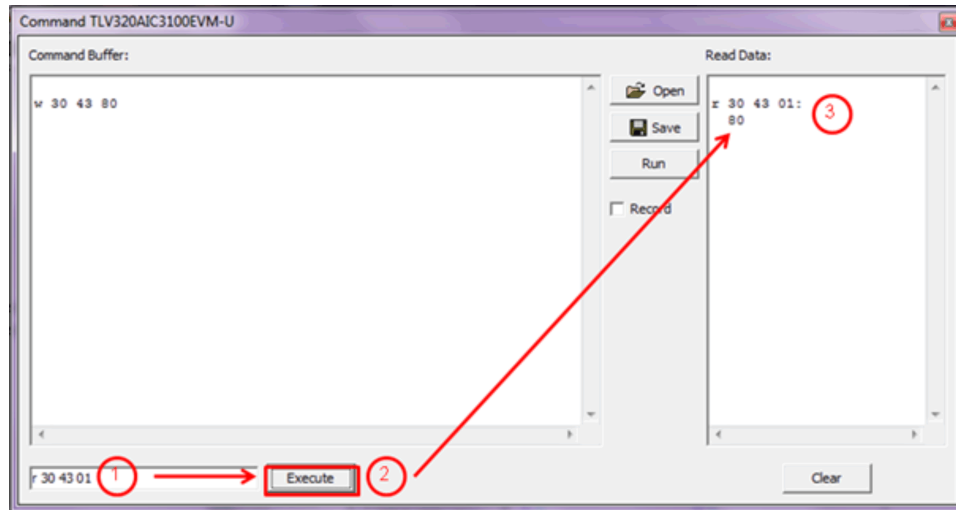 Command TLV320AIC3100EVM-U
Command Buffer:
Read Data:
w 30 43 80
Open
Save
Run
Record
r 30 43 01:
80
3
r 30 43 01
1
Execute
2
Clear